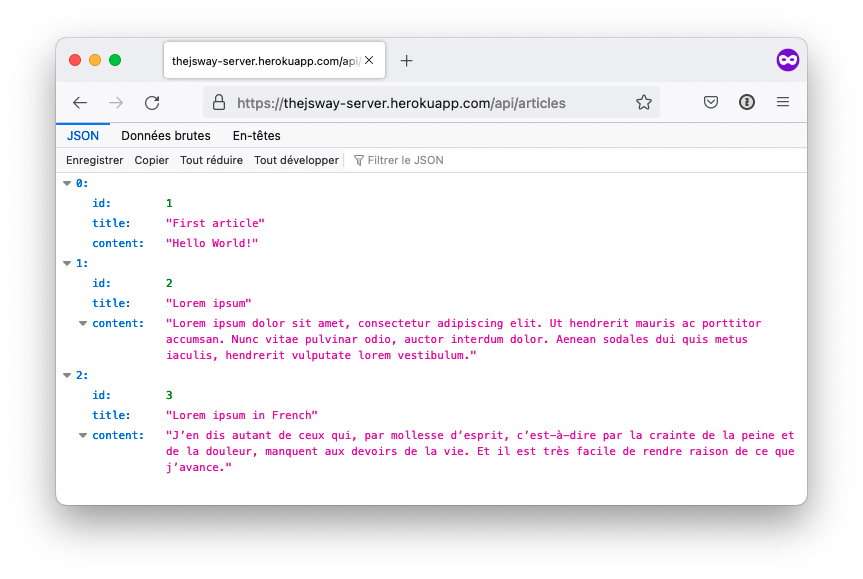 thejsway-server.herokuapp.com/api/
https://thejsway-server.herokuapp.com/api/articles
JSON Données brutes En-têtes
Enregistrer Copier Tout réduire Tout développer Filtrer le JSON
0:
id: 1
title: "First article"
content: "Hello World!"
1:
id: 2
title: "Lorem ipsum"
content: "Lorem ipsum dolor sit amet, consectetur adipiscing elit. Ut hendrerit mauris ac porttitor
accumsan. Nunc vitae pulvinar odio, auctor interdum dolor. Aenean sodales dui quis metus
iaculis, hendrerit vulputate lorem vestibulum."
2:
id: 3
title: "Lorem ipsum in French"
content: "J’en dis autant de ceux qui, par mollesse d’esprit, c’est-à-dire par la crainte de la peine et
de la douleur, manquent aux devoirs de la vie. Et il est très facile de rendre raison de ce que
j’avance."